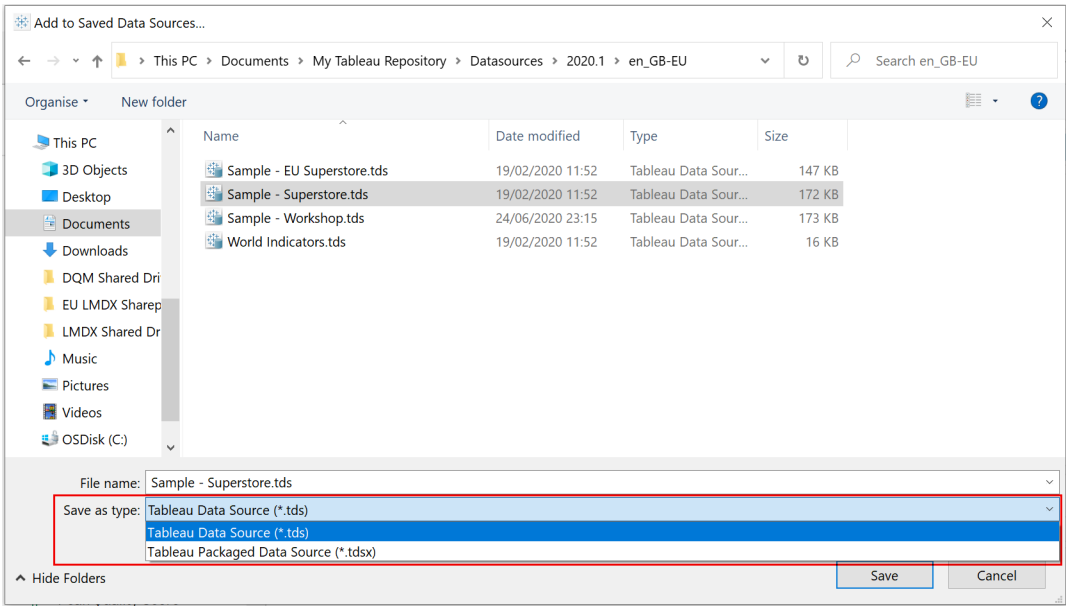 Add to Saved Data Sources...
This PC > Documents > My Tableau Repository > Datasources > 2020.1 > en_GB-EU
Search en_GB-EU
Organise
New folder
This PC
3D Objects
Desktop
Documents
Downloads
DQM Shared Dri
EU LMDX Sharep
LMDX Shared Dr
Music
Pictures
Videos
OSDisk (C:)
Name Date modified Type Size
Sample - EU Superstore.tds 19/02/2020 11:52 Tableau Data Sour... 147 KB
Sample - Superstore.tds 19/02/2020 11:52 Tableau Data Sour... 172 KB
Sample - Workshop.tds 24/06/2020 23:15 Tableau Data Sour... 173 KB
World Indicators.tds 19/02/2020 11:52 Tableau Data Sour... 16 KB
File name: Sample - Superstore.tds
Save as type: Tableau Data Source (*.tds)
Tableau Data Source (*.tds)
Tableau Packaged Data Source (*.tdsx)
Hide Folders
Save
Cancel